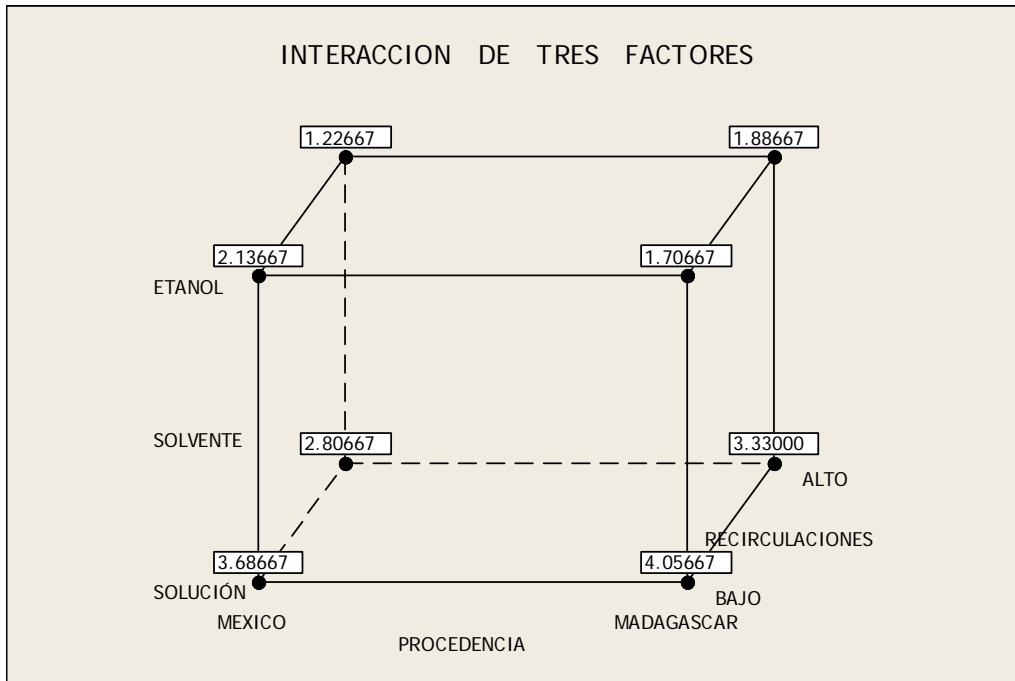 INTERACCION DE TRES FACTORES
1.22667
1.88667
2.13667
1.70667
ETANOL
SOLVENTE
2.80667
3.33000
ALTO
RECIRCULACIONES
3.68667
4.05667
SOLUCIÓN
BAJO
MEXICO
MADAGASCAR
PROCEDENCIA